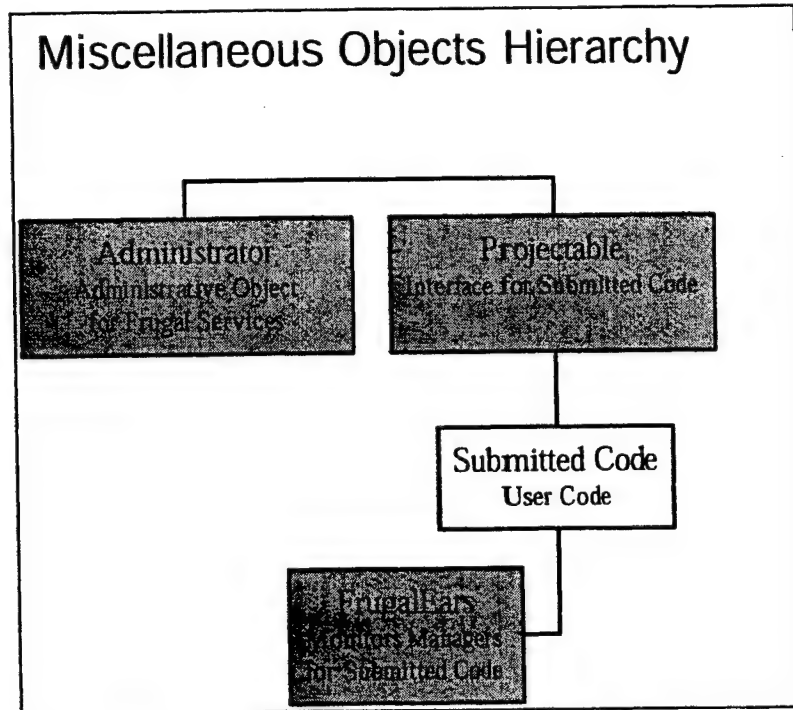 Miscellaneous Objects Hierarchy
Administrator
Administrative Object
for Frugal Services
Projectable
Interface for Submitted Code
Submitted Code
User Code
FrugalEars
Monitors Managers
for Submitted Code